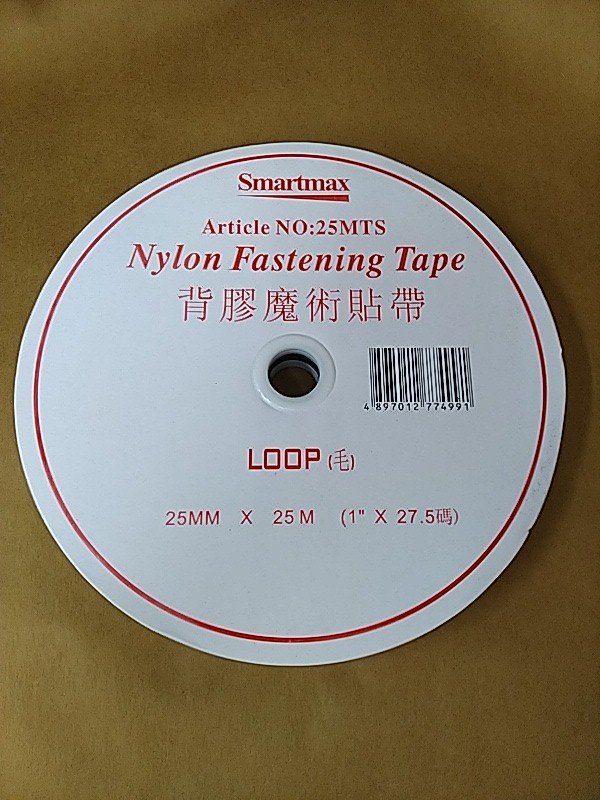 Smartmax
Article NO:25MTS
Nylon Fastening Tape
背膠魔術貼帶
4 897012 774991
LOOP (毛)
25MM X 25M (1" X 27.5碼)